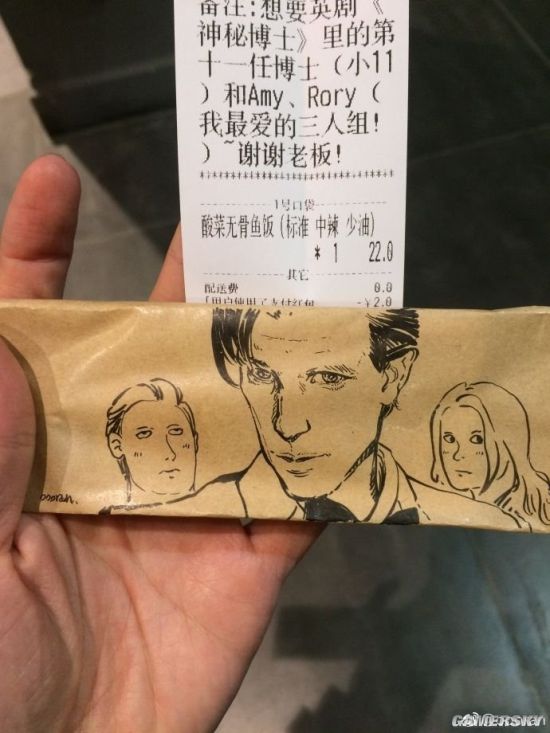 备注:想要英剧《
神秘博士》里的第
十一任博士（小11
）和Amy、Rory（
我最爱的三人组!
）~谢谢老板!
1号口袋
酸菜无骨鱼饭(标准 中辣 少油)
* 1 22.0
其它
配送费 0.0
-￥2.0
GAMERSKY